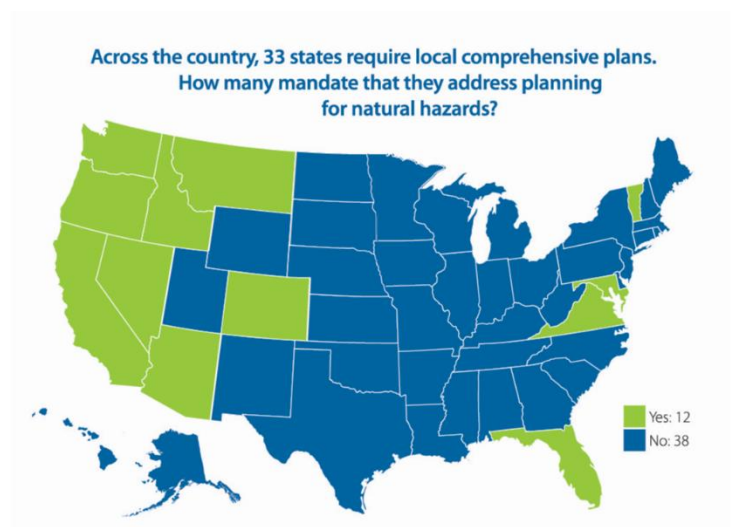 Across the country, 33 states require local comprehensive plans.
How many mandate that they address planning
for natural hazards?
Yes: 12
No: 38